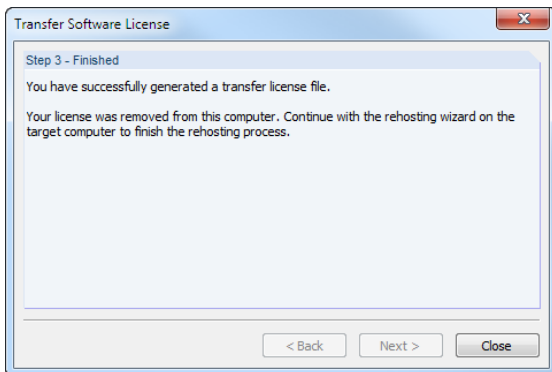 Transfer Software License
Step 3 - Finished
You have successfully generated a transfer license file.
Your license was removed from this computer. Continue with the rehosting wizard on the
target computer to finish the rehosting process.
< Back
Next >
Close